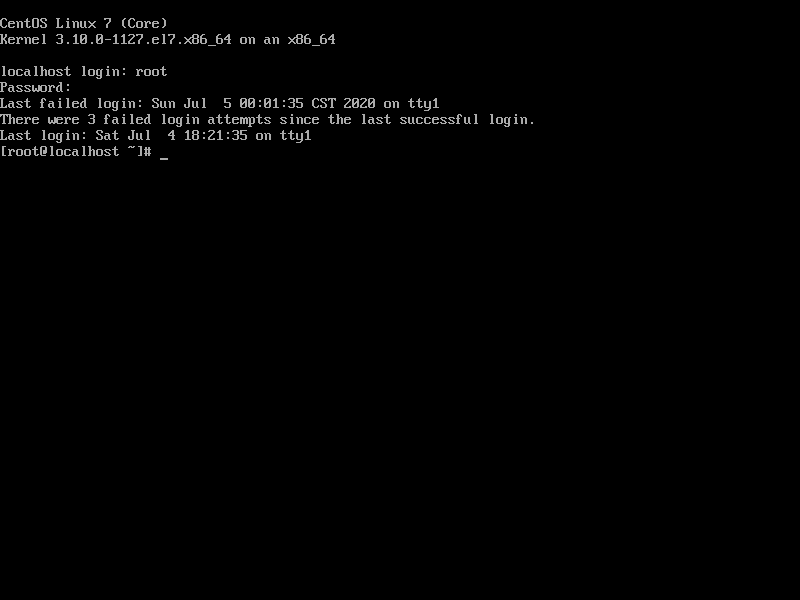 CentOS Linux 7 (Core)
Kernel 3.10.0-1127.el7.x86_64 on an x86_64
localhost login: root
Password:
Last failed login: Sun Jul  5 00:01:35 CST 2020 on tty1
There were 3 failed login attempts since the last successful login.
Last login: Sat Jul  4 18:21:35 on tty1
[root@localhost ~]# _